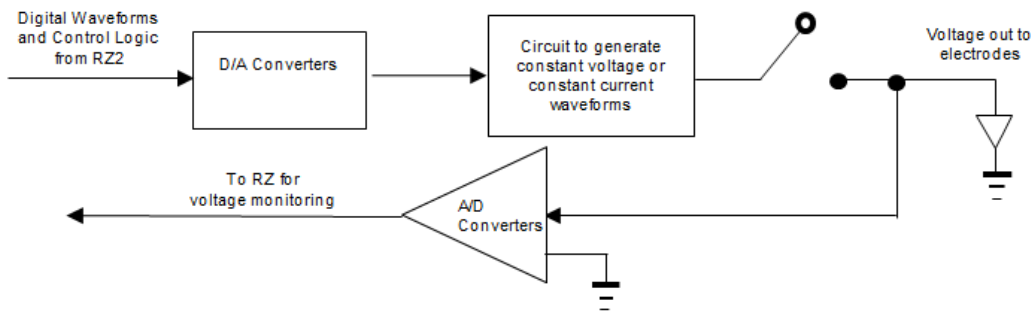 Digital Waveforms
and Control Logic
from RZ2
D/A Converters
Circuit to generate
constant voltage or
constant current
waveforms
Voltage out to
electrodes
To RZ for
voltage monitoring
A/D
Converters